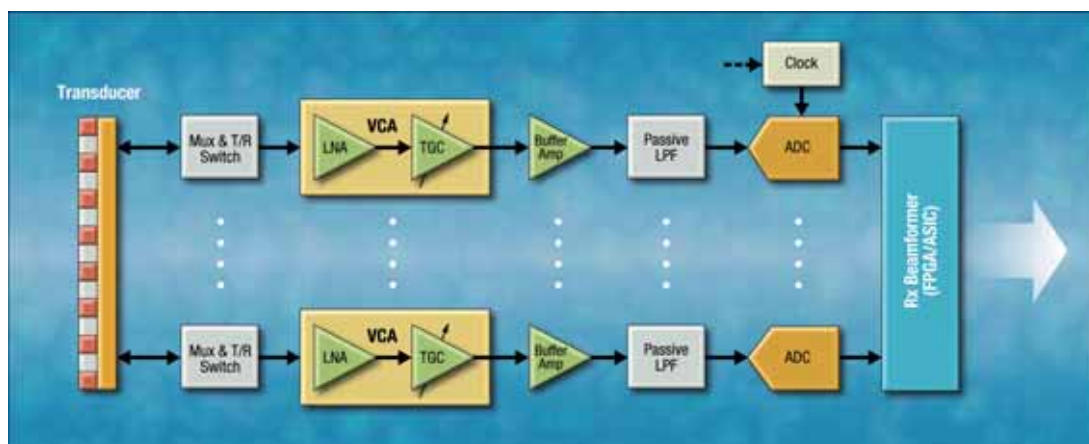 Clock
Transducer
Mux & T/R
Switch
VCA
LNA
TGC
Buffer
Amp
Passive
LPF
ADC
Rx Beamformer
(FPGA/ASIC)
Mux & T/R
Switch
VCA
LNA
TGC
Buffer
Amp
Passive
LPF
ADC